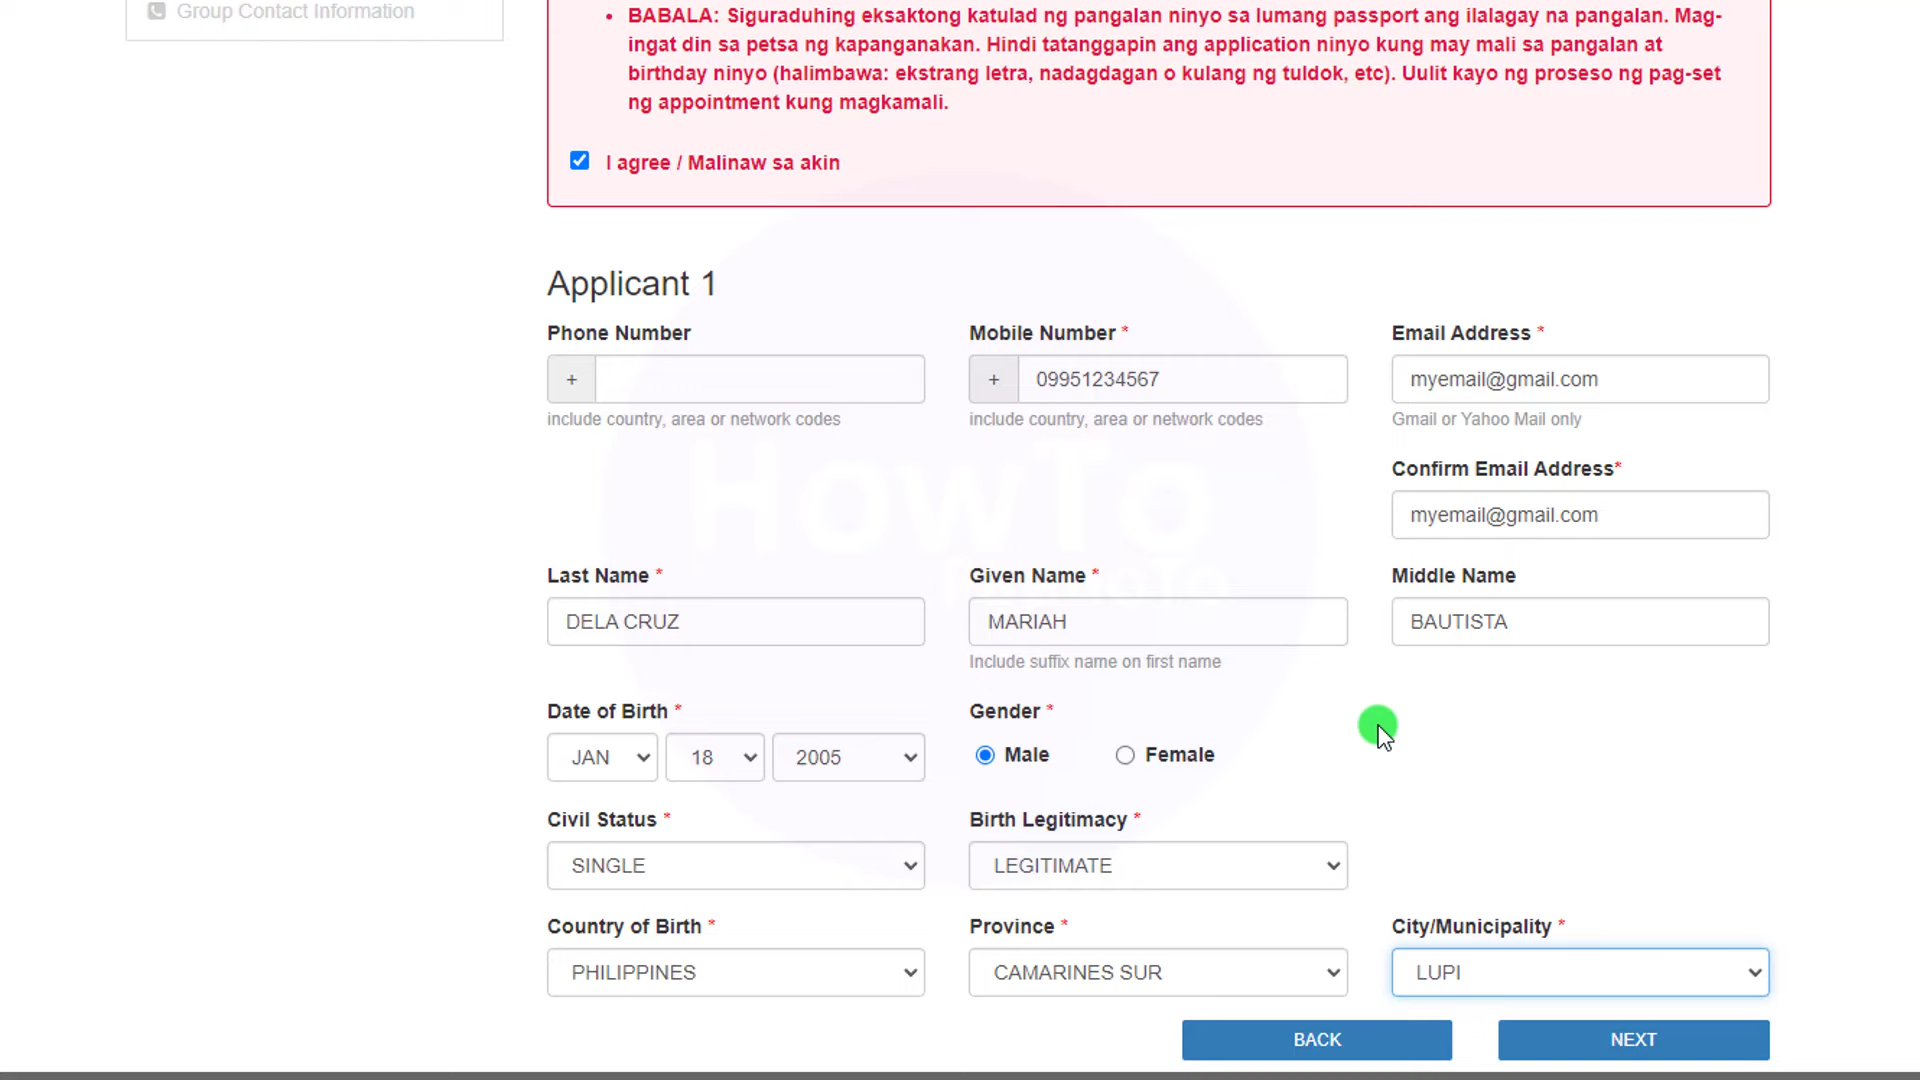 Group Contact Information
• BABALA: Siguraduhing eksaktong katulad ng pangalan ninyo sa lumang passport ang ilalagay na pangalan. Mag-
ingat din sa petsa ng kapanganakan. Hindi tatanggapin ang application ninyo kung may mali sa pangalan at
birthday ninyo (halimbawa: ekstrang letra, nadagdagan o kulang ng tuldok, etc). Uulit kayo ng proseso ng pag-set
ng appointment kung magkamali.
I agree / Malinaw sa akin
Applicant 1
Phone Number Mobile Number * Email Address *
+ + 09951234567 myemail@gmail.com
include country, area or network codes include country, area or network codes Gmail or Yahoo Mail only
Confirm Email Address*
myemail@gmail.com
HowTo
Last Name * Given Name * Middle Name
DELA CRUZ MARIAH BAUTISTA
Include suffix name on first name
Date of Birth * Gender *
JAN 18 2005 Male Female
Civil Status * Birth Legitimacy *
SINGLE LEGITIMATE
Country of Birth * Province * City/Municipality *
PHILIPPINES CAMARINES SUR LUPI
BACK NEXT